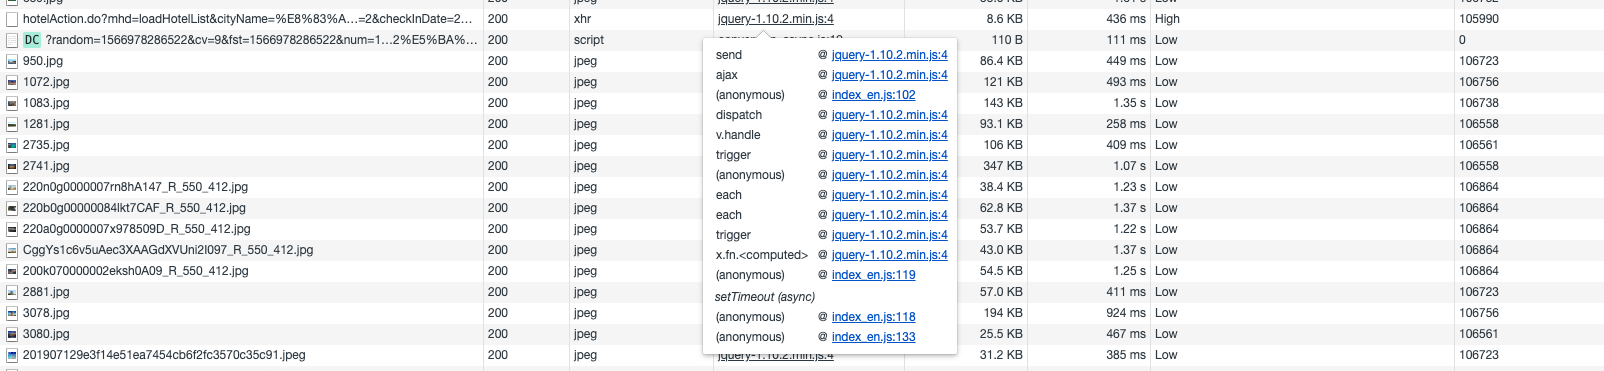 hotelAction.do?mhd=loadHotelList&cityName=%E8%83%A...=2&checkInDate=2... 200 xhr jquery-1.10.2.min.js:4 8.6 KB 436 ms High 105990
DC ?random=1566978286522&cv=9&fst=1566978286522&num=1...2%E5%BA%... 200 script 110 B 111 ms Low 0
950.jpg 200 jpeg send @ jquery-1.10.2.min.js:4 86.4 KB 449 ms Low 106723
1072.jpg 200 jpeg ajax @ jquery-1.10.2.min.js:4 121 KB 493 ms Low 106756
1083.jpg 200 jpeg (anonymous) @ index_en.js:102 143 KB 1.35 s Low 106738
1281.jpg 200 jpeg dispatch @ jquery-1.10.2.min.js:4 93.1 KB 258 ms Low 106558
2735.jpg 200 jpeg v.handle @ jquery-1.10.2.min.js:4 106 KB 409 ms Low 106561
2741.jpg 200 jpeg trigger @ jquery-1.10.2.min.js:4 347 KB 1.07 s Low 106558
220n0g0000007rn8hA147_R_550_412.jpg 200 jpeg (anonymous) @ jquery-1.10.2.min.js:4 38.4 KB 1.23 s Low 106864
220b0g00000084lkt7CAF_R_550_412.jpg 200 jpeg each @ jquery-1.10.2.min.js:4 62.8 KB 1.37 s Low 106864
220a0g0000007x978509D_R_550_412.jpg 200 jpeg each @ jquery-1.10.2.min.js:4 53.7 KB 1.22 s Low 106864
CggYs1c6v5uAec3XAAGdXVUni2I097_R_550_412.jpg 200 jpeg trigger @ jquery-1.10.2.min.js:4 43.0 KB 1.37 s Low 106864
200k070000002eksh0A09_R_550_412.jpg 200 jpeg x.fn.<computed> @ jquery-1.10.2.min.js:4 54.5 KB 1.25 s Low 106864
(anonymous) @ index_en.js:119
2881.jpg 200 jpeg setTimeout (async) 57.0 KB 411 ms Low 106723
3078.jpg 200 jpeg (anonymous) @ index_en.js:118 194 KB 924 ms Low 106756
3080.jpg 200 jpeg (anonymous) @ index_en.js:133 25.5 KB 467 ms Low 106561
201907129e3f14e51ea7454cb6f2fc3570c35c91.jpeg 200 jpeg jquery-1.10.2.min.js:4 31.2 KB 385 ms Low 106723